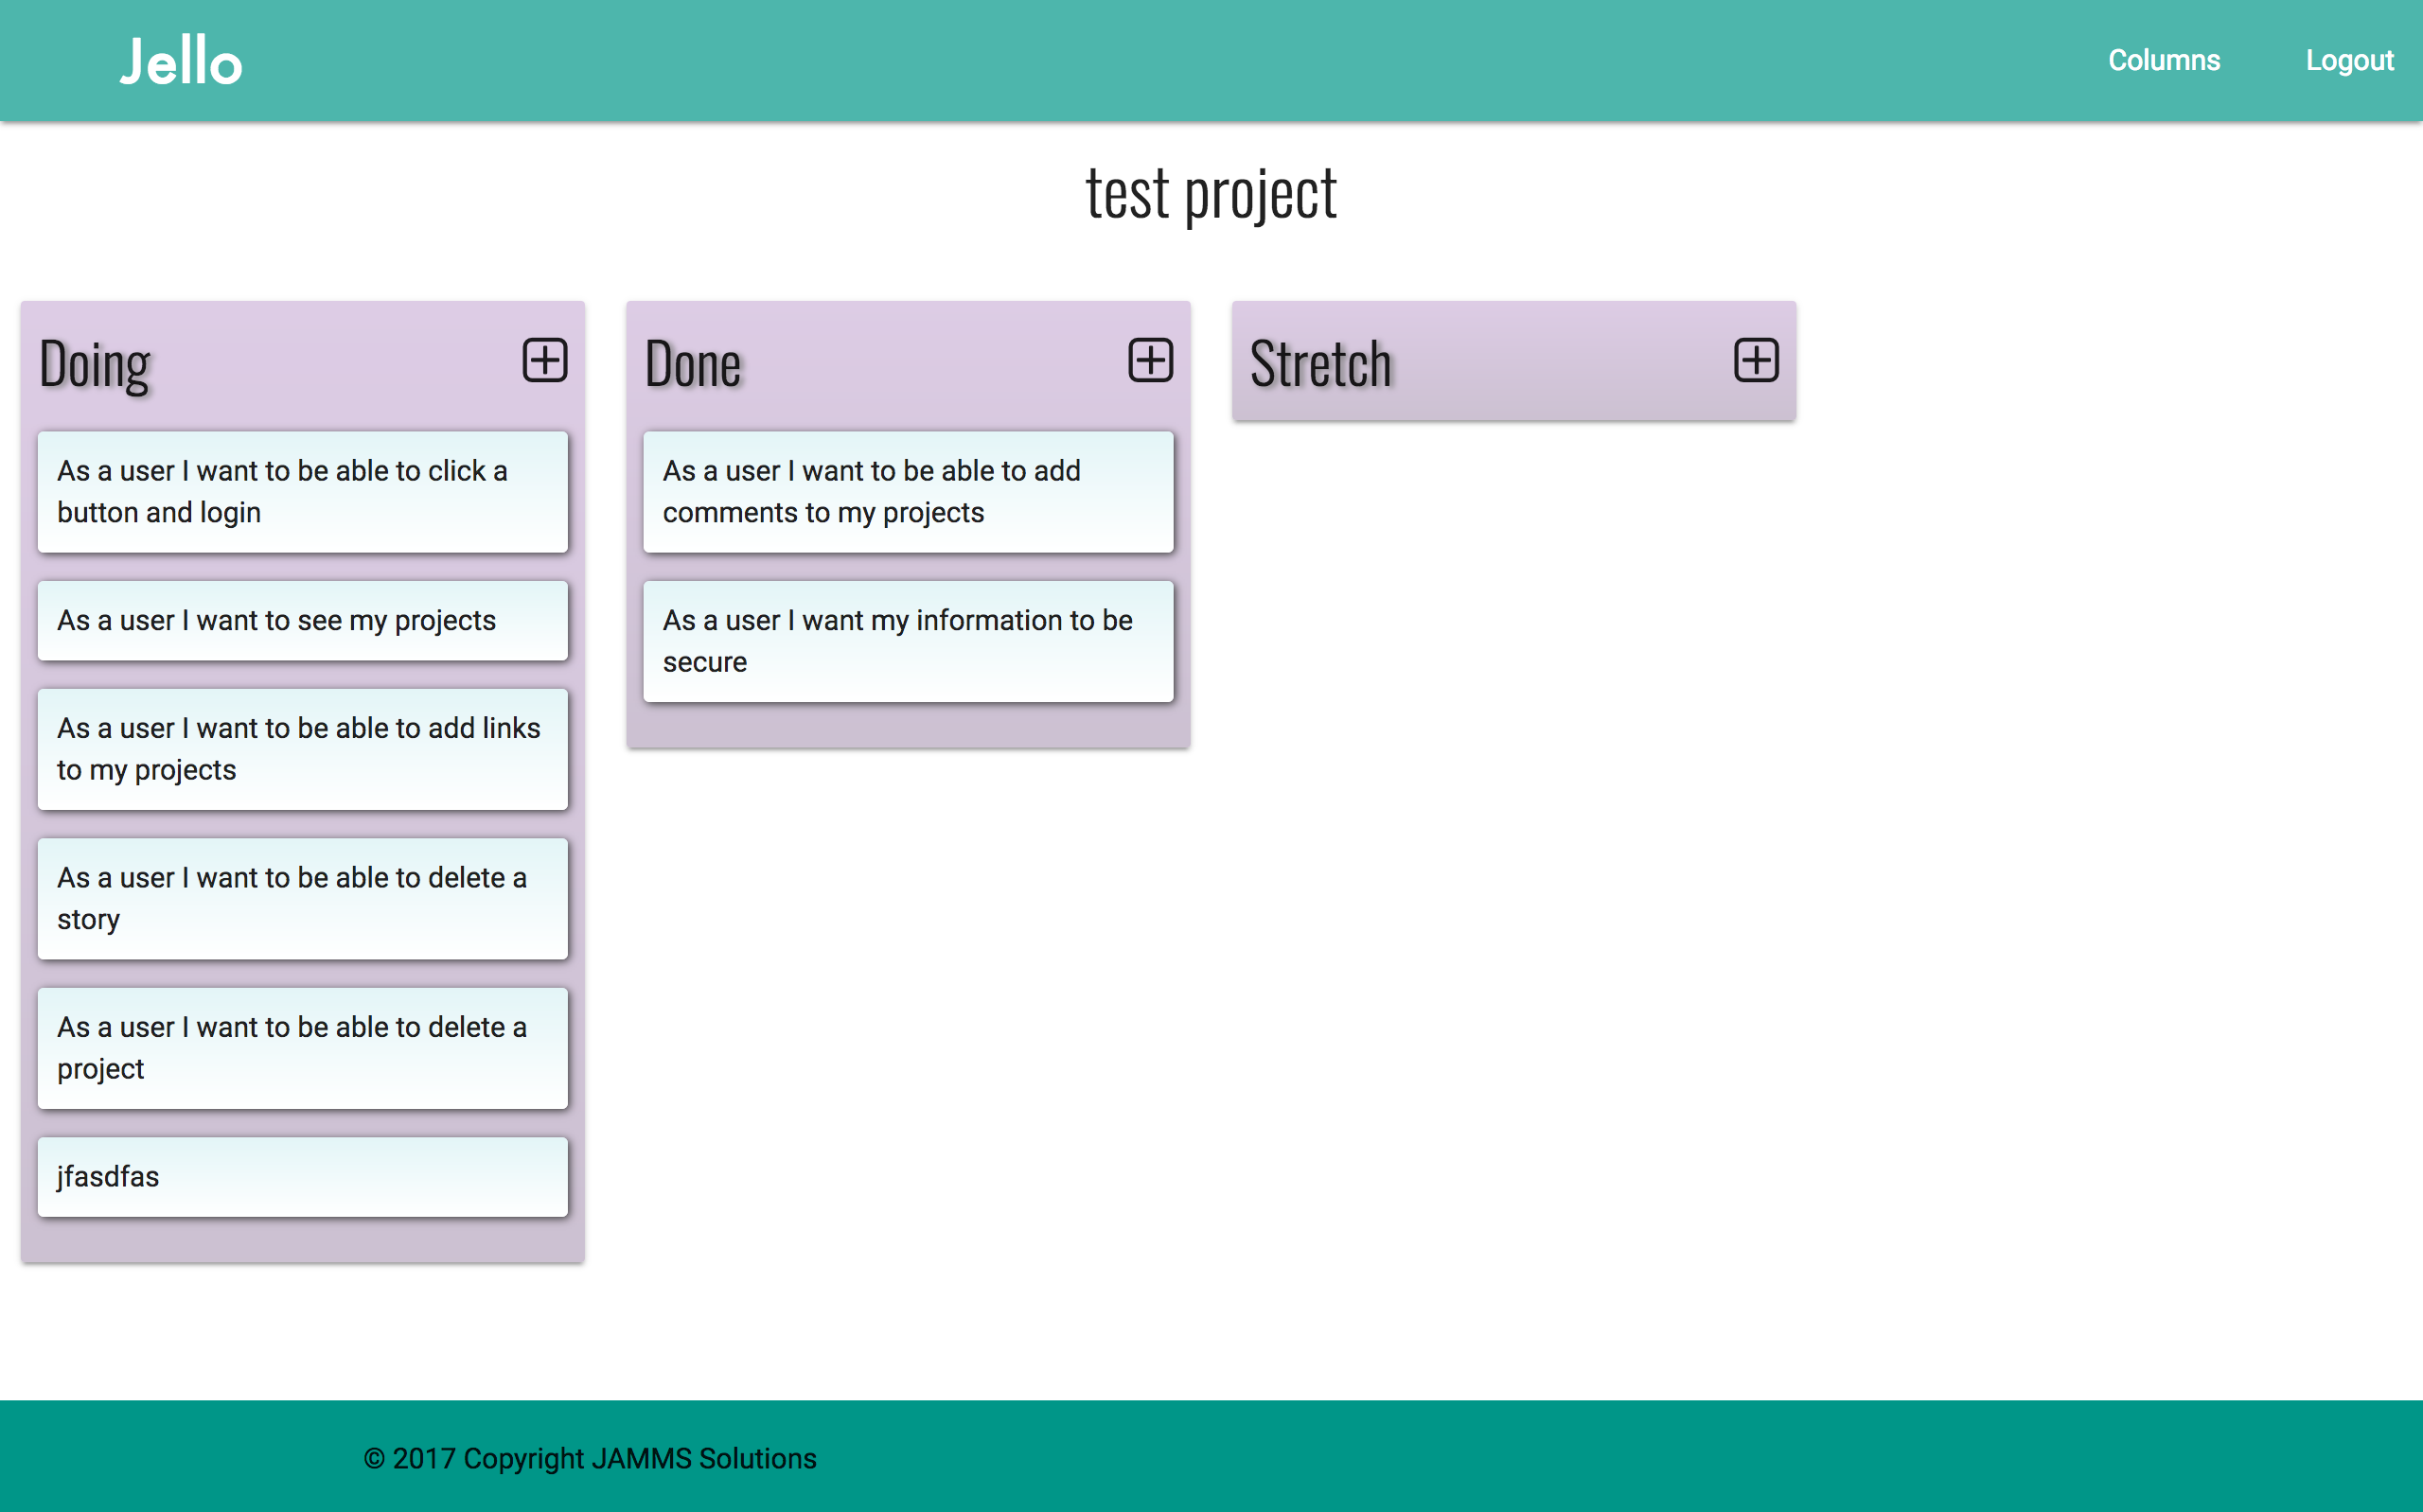 Jello
Columns
Logout
test project
Doing
As a user I want to be able to click a
button and login
As a user I want to see my projects
As a user I want to be able to add links
to my projects
As a user I want to be able to delete a
story
As a user I want to be able to delete a
project
jfasdfas
Done
As a user I want to be able to add
comments to my projects
As a user I want my information to be
secure
Stretch
© 2017 Copyright JAMMS Solutions